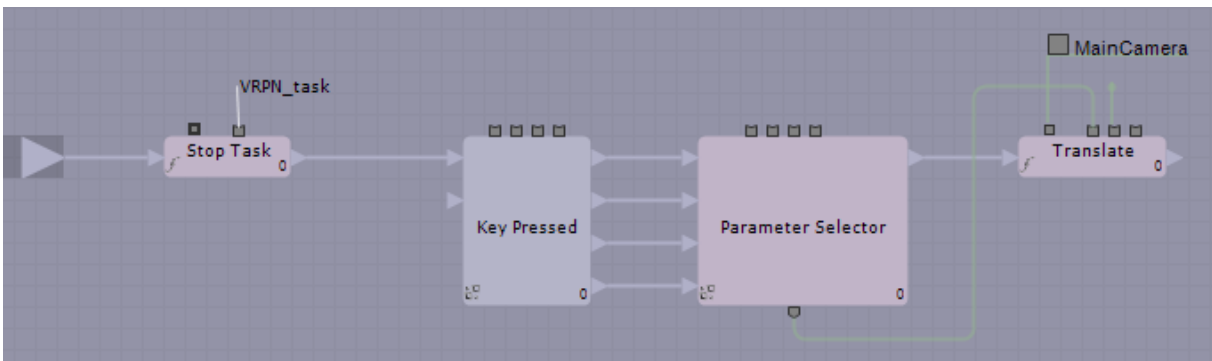 MainCamera
VRPN_task
Stop Task
0
Key Pressed
0
Parameter Selector
0
Translate
0